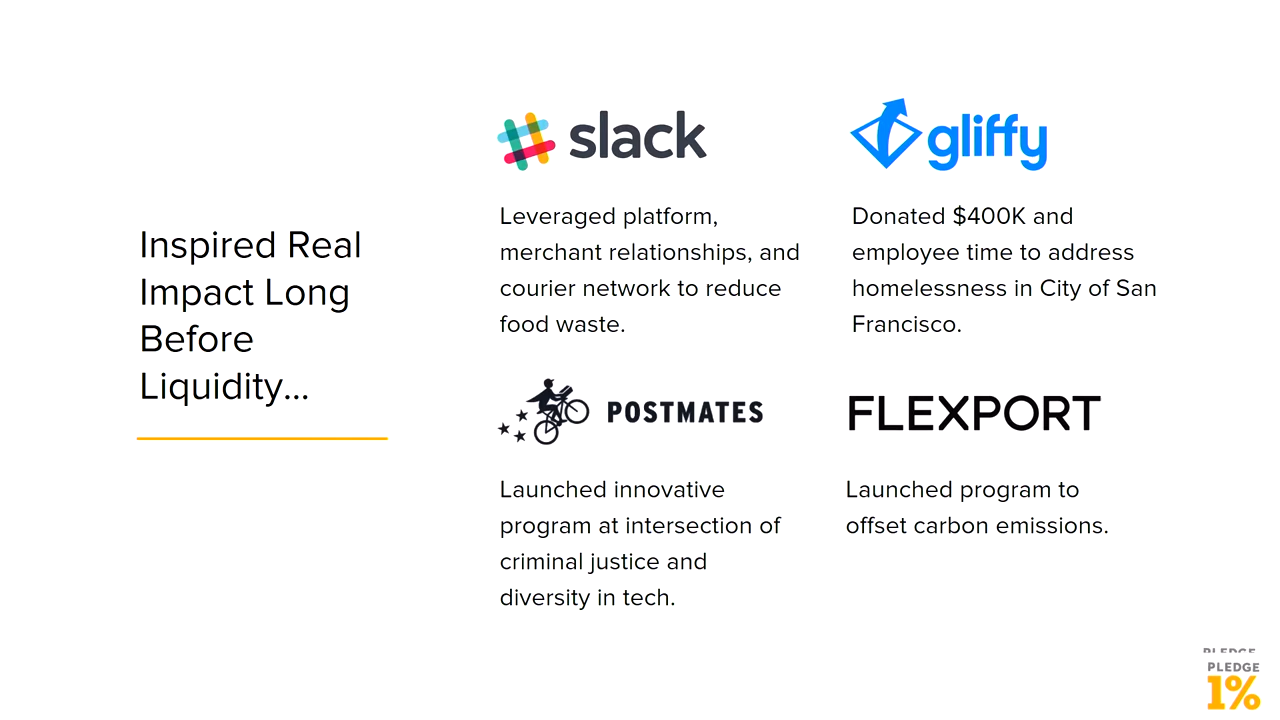 Inspired Real
Impact Long
Before
Liquidity...
slack
Leveraged platform,
merchant relationships, and
courier network to reduce
food waste.
gliffy
Donated $400K and
employee time to address
homelessness in City of San
Francisco.
POSTMATES
Launched innovative
program at intersection of
criminal justice and
diversity in tech.
FLEXPORT
Launched program to
offset carbon emissions.
PLEDGE
PLEDGE
1%